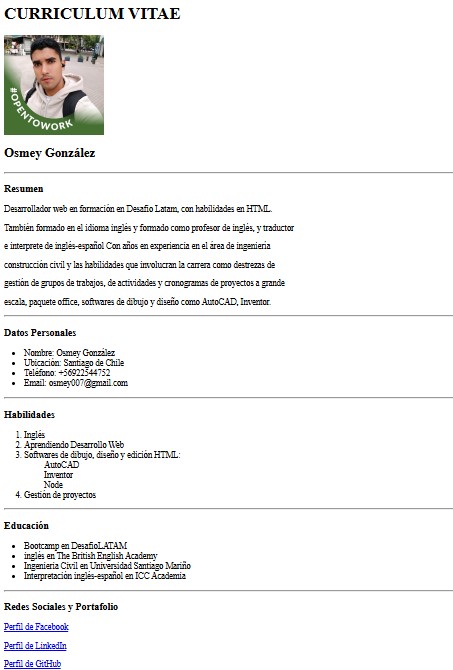 CURRICULUM VITAE
#OPENTOWORK
Osmey González
Resumen
Desarrollador web en formación en Desafío Latam, con habilidades en HTML.
También formado en el idioma inglés y formado como profesor de inglés, y traductor
e interprete de inglés-español Con años en experiencia en el área de ingeniería
construcción civil y las habilidades que involucran la carrera como destrezas de
gestión de grupos de trabajos, de actividades y cronogramas de proyectos a grande
escala, paquete office, softwares de dibujo y diseño como AutoCAD, Inventor.
Datos Personales
• Nombre: Osmey González
• Ubicación: Santiago de Chile
• Teléfono: +56922544752
• Email: osmey007@gmail.com
Habilidades
1. Inglés
2. Aprendiendo Desarrollo Web
3. Softwares de dibujo, diseño y edición HTML:
AutoCAD
Inventor
Node
4. Gestión de proyectos
Educación
• Bootcamp en DesafioLATAM
• inglés en The British English Academy
• Ingeniería Civil en Universidad Santiago Mariño
• Interpretación inglés-español en ICC Academia
Redes Sociales y Portafolio
Perfil de Facebook
Perfil de LinkedIn
Perfil de GitHub